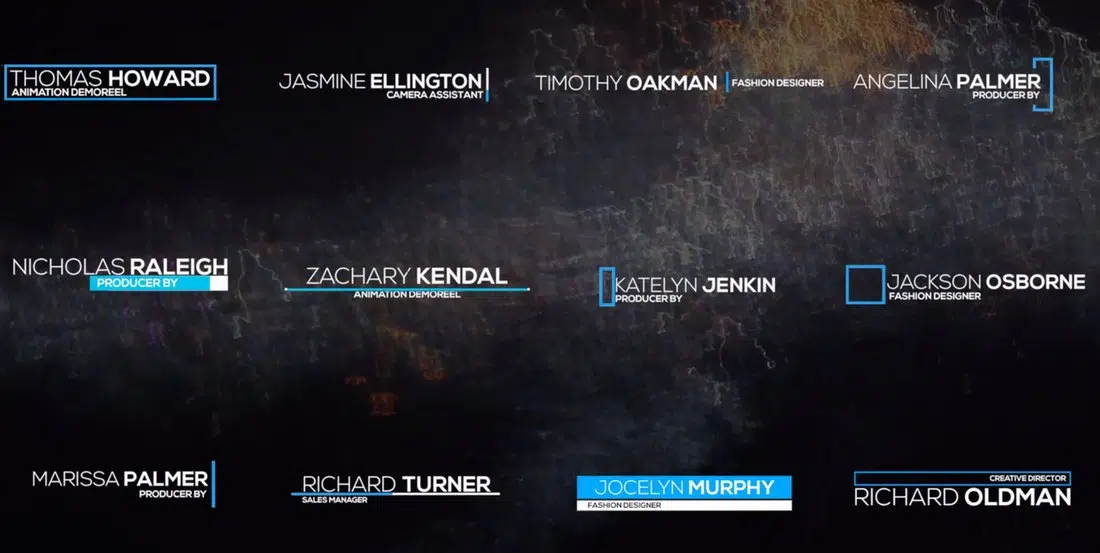 THOMAS HOWARD
ANIMATION DEMOREEL
JASMINE ELLINGTON
CAMERA ASSISTANT
TIMOTHY OAKMAN
FASHION DESIGNER
ANGELINA PALMER
PRODUCER BY
NICHOLAS RALEIGH
PRODUCER BY
ZACHARY KENDAL
ANIMATION DEMOREEL
KATELYN JENKIN
PRODUCER BY
JACKSON OSBORNE
FASHION DESIGNER
MARISSA PALMER
PRODUCER BY
RICHARD TURNER
SALES MANAGER
JOCELYN MURPHY
FASHION DESIGNER
CREATIVE DIRECTOR
RICHARD OLDMAN